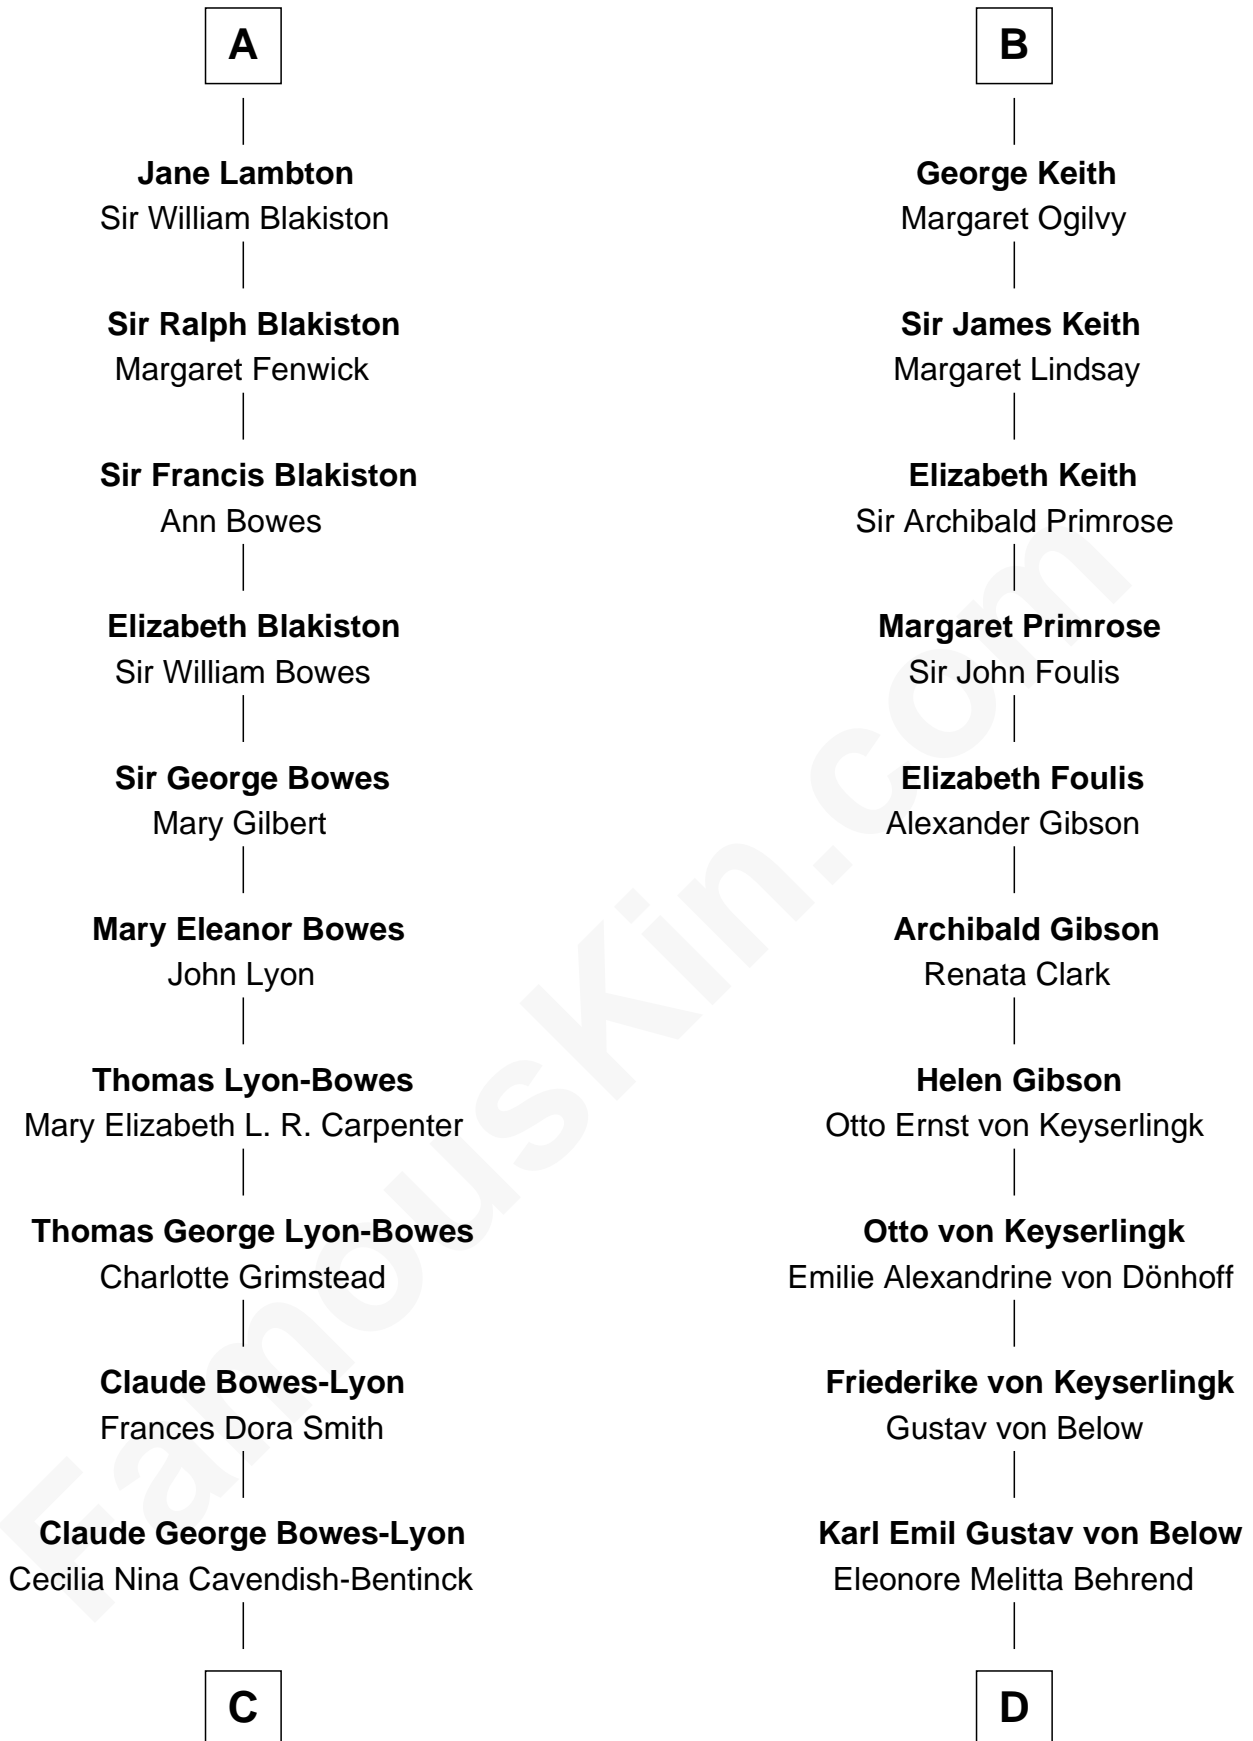 A
Jane Lambton
Sir William Blakiston
Sir Ralph Blakiston
Margaret Fenwick
Sir Francis Blakiston
Ann Bowes
Elizabeth Blakiston
Sir William Bowes
Sir George Bowes
Mary Gilbert
Mary Eleanor Bowes
John Lyon
Thomas Lyon-Bowes
Mary Elizabeth L. R. Carpenter
Thomas George Lyon-Bowes
Charlotte Grimstead
Claude Bowes-Lyon
Frances Dora Smith
Claude George Bowes-Lyon
Cecilia Nina Cavendish-Bentinck
C
B
George Keith
Margaret Ogilvy
Sir James Keith
Margaret Lindsay
Elizabeth Keith
Sir Archibald Primrose
Margaret Primrose
Sir John Foulis
Elizabeth Foulis
Alexander Gibson
Archibald Gibson
Renata Clark
Helen Gibson
Otto Ernst von Keyserlingk
Otto von Keyserlingk
Emilie Alexandrine von Dönhoff
Friederike von Keyserlingk
Gustav von Below
Karl Emil Gustav von Below
Eleonore Melitta Behrend
D
FamousKin.com